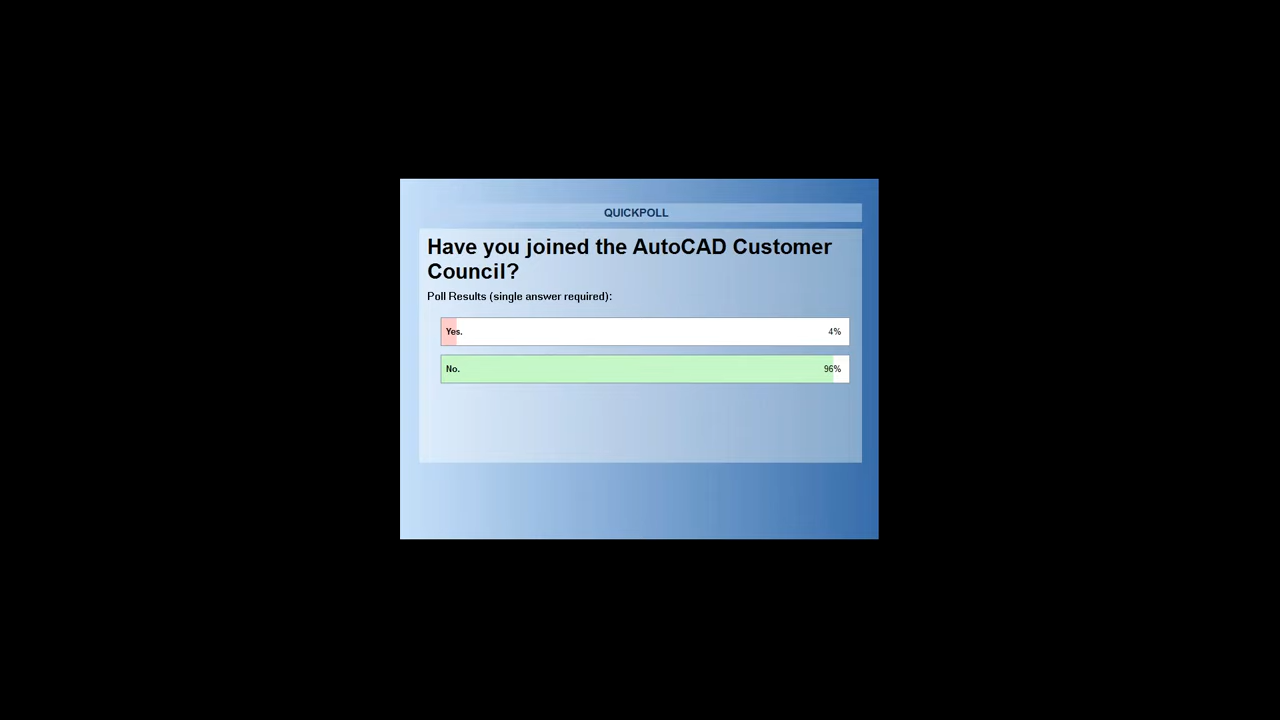 QUICKPOLL
Have you joined the AutoCAD Customer
Council?
Poll Results (single answer required):
Yes. 4%
No. 96%